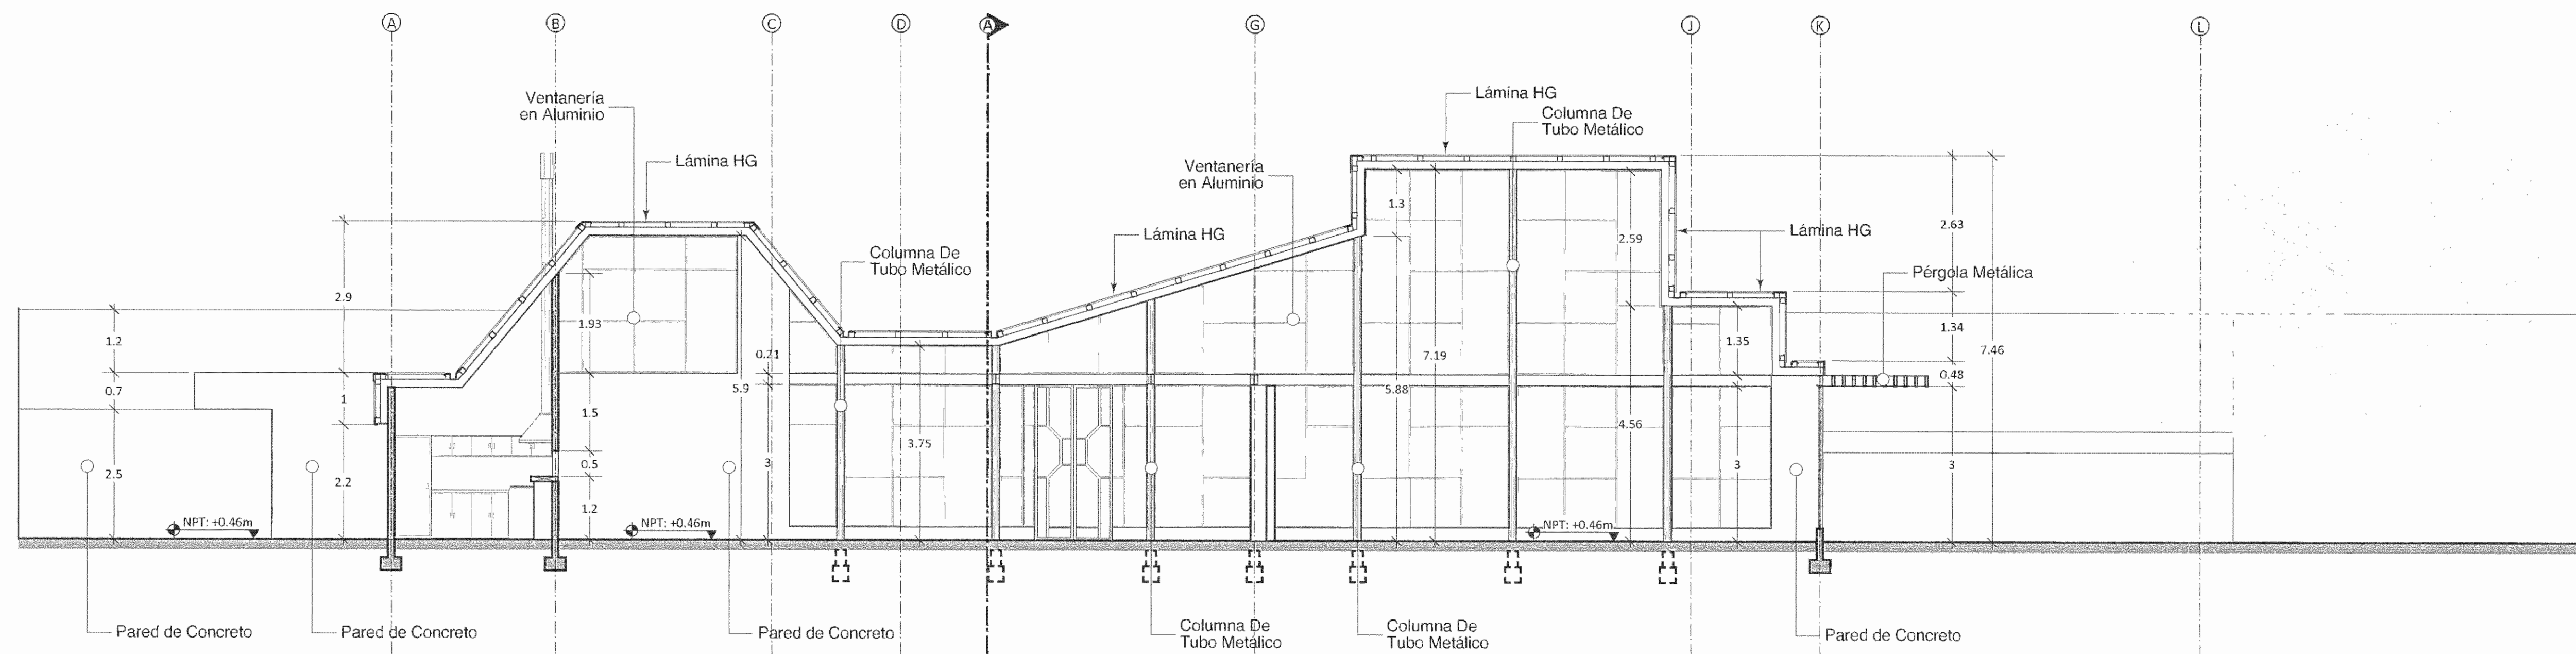 A
B
C
D
A
G
J
K
L
Ventanería
en Aluminio
Lámina HG
Columna De
Tubo Metálico
Lámina HG
Ventanería
en Aluminio
Lámina HG
Columna De
Tubo Metálico
Lámina HG
Pérgola Metálica
1.2
0.7
2.5
2.9
1
2.2
1.93
1.5
0.5
1.2
5.9
0.21
3
3.75
1.3
5.88
7.19
2.59
4.56
1.35
3
2.63
1.34
0.48
3
7.46
NPT: +0.46m
NPT: +0.46m
NPT: +0.46m
Pared de Concreto
Pared de Concreto
Pared de Concreto
Columna De
Tubo Metálico
Columna De
Tubo Metálico
Pared de Concreto